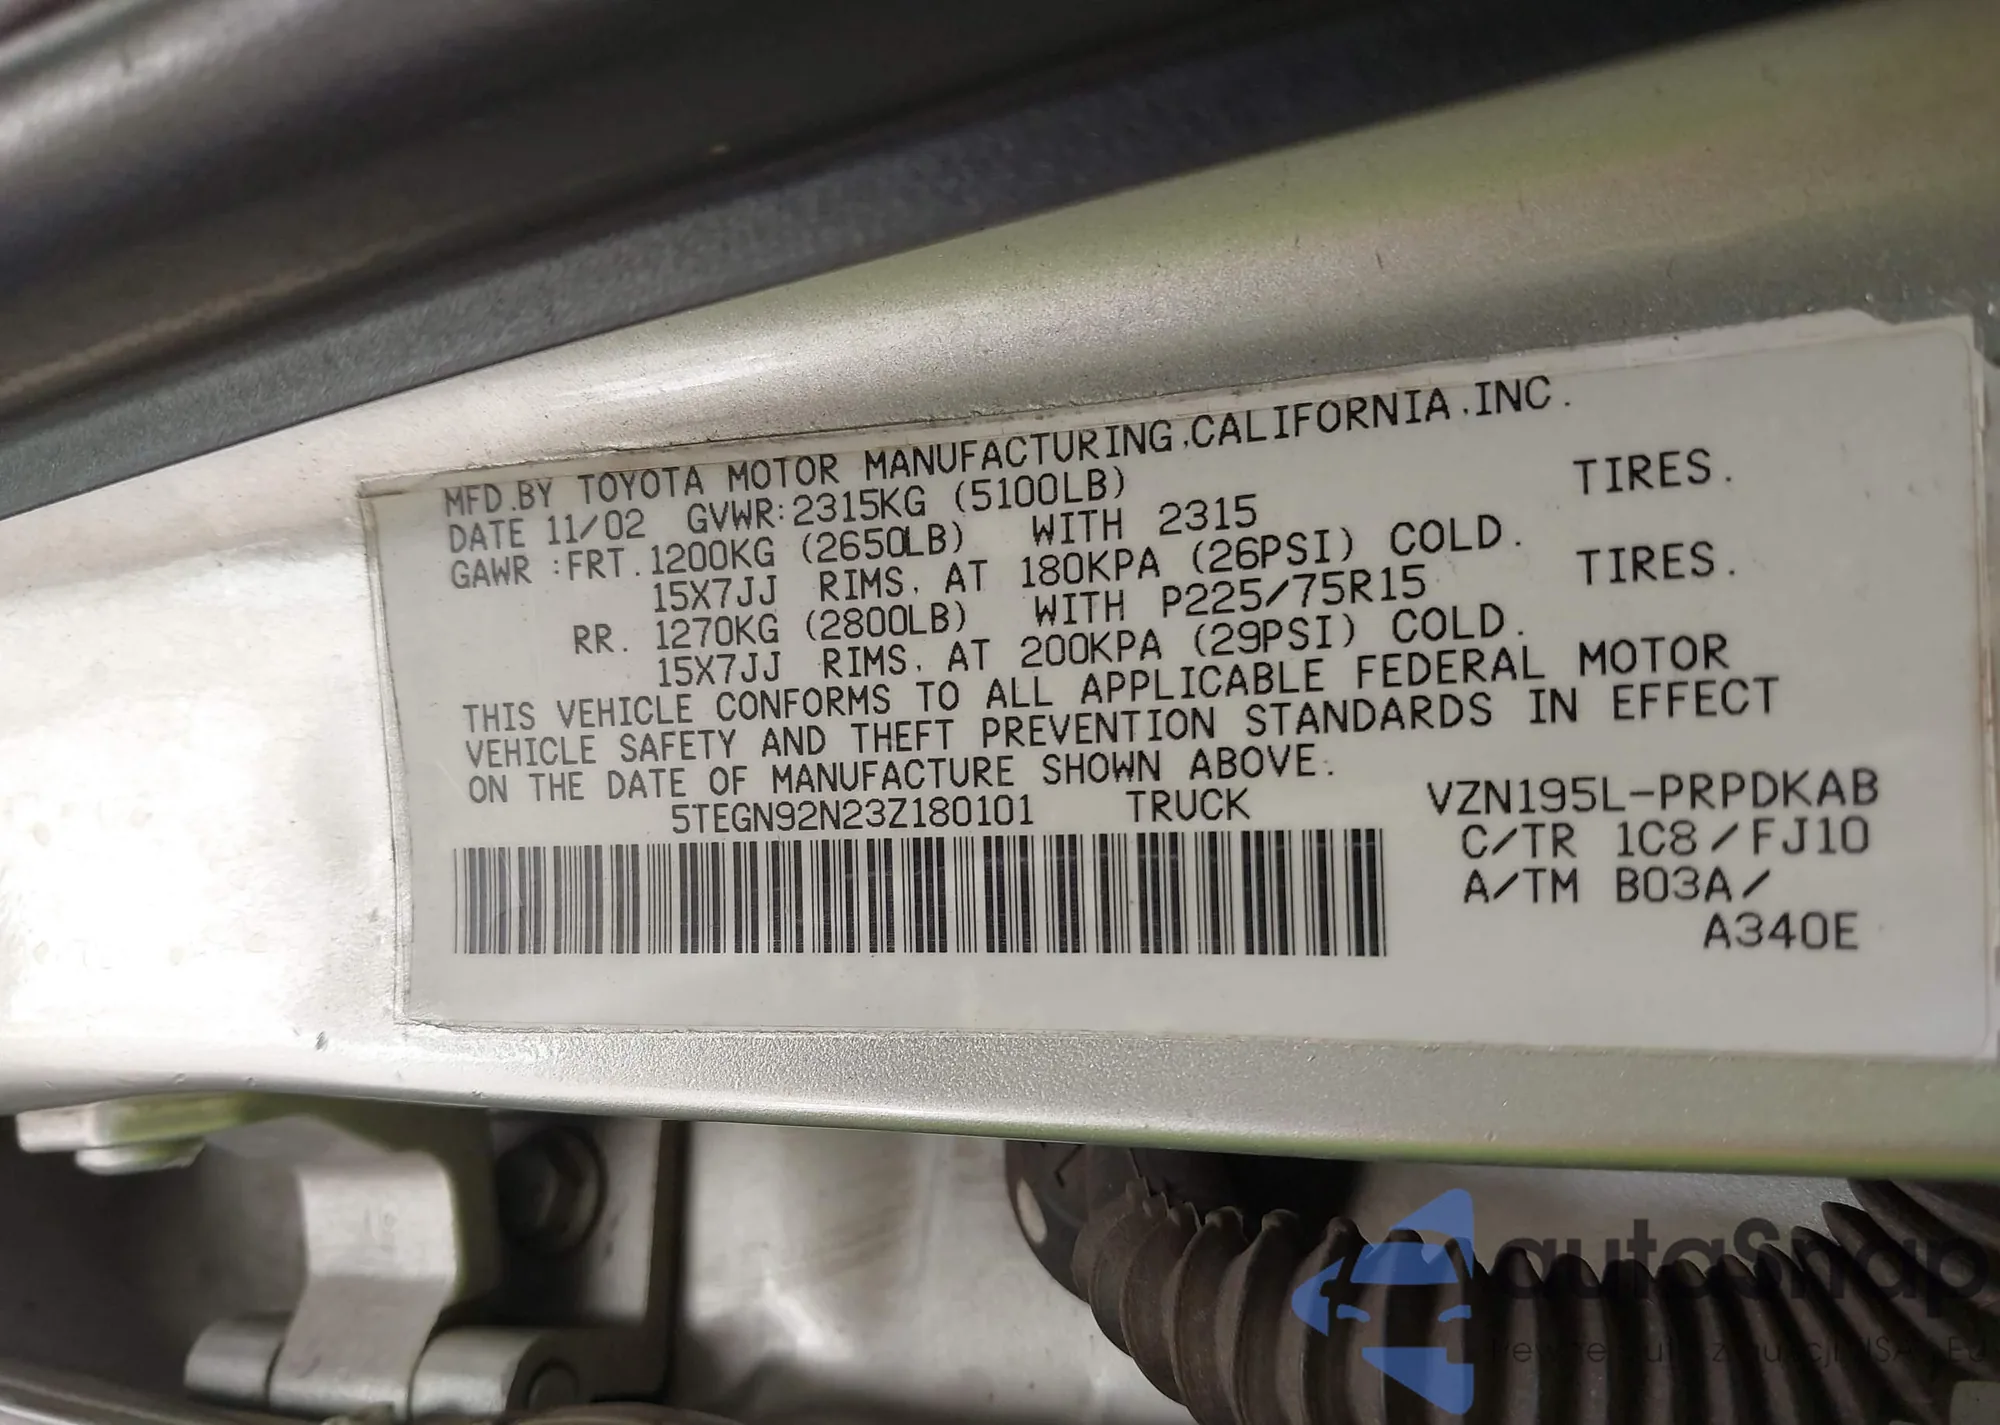 MFD.BY TOYOTA MOTOR MANUFACTURING,CALIFORNIA,INC.
DATE 11/02 GVWR:2315KG (5100LB)
GAWR :FRT.1200KG (2650LB) WITH 2315 TIRES.
15X7JJ RIMS, AT 180KPA (26PSI) COLD.
RR. 1270KG (2800LB) WITH P225/75R15 TIRES.
15X7JJ RIMS, AT 200KPA (29PSI) COLD.
THIS VEHICLE CONFORMS TO ALL APPLICABLE FEDERAL MOTOR
VEHICLE SAFETY AND THEFT PREVENTION STANDARDS IN EFFECT
ON THE DATE OF MANUFACTURE SHOWN ABOVE.
5TEGN92N23Z180101 TRUCK VZN195L-PRPDKAB
C/TR 1C8/FJ10
A/TM B03A/
A340E
autaSnap